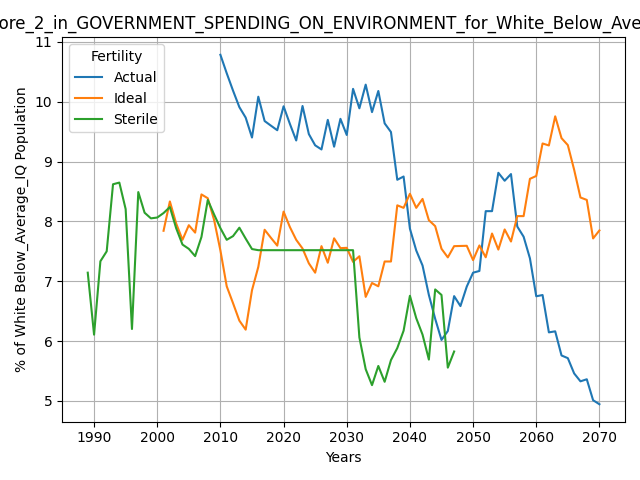 ore_2_in_GOVERNMENT_SPENDING_ON_ENVIRONMENT_for_White_Below_Ave
11
10
9
8
7
6
5
% of White Below_Average_IQ Population
Fertility
Actual
Ideal
Sterile
1990
2000
2010
2020
2030
2040
2050
2060
2070
Years